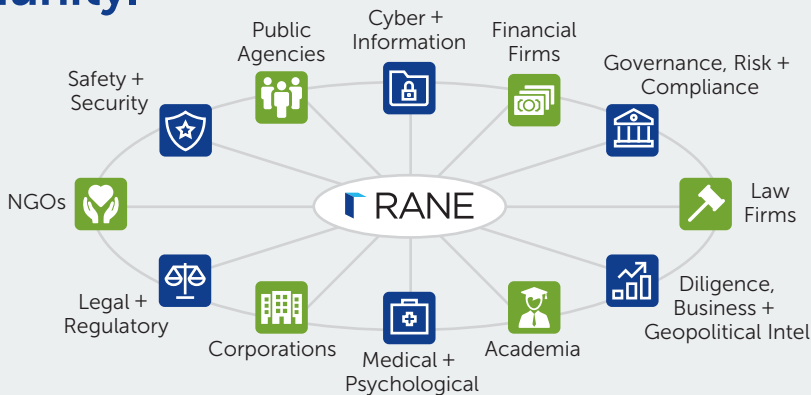 Public
Agencies
Cyber +
Information
Financial
Firms
Governance, Risk +
Compliance
Safety +
Security
NGOs
RANE
Law
Firms
Legal +
Regulatory
Corporations
Medical +
Psychological
Academia
Diligence,
Business +
Geopolitical Intel